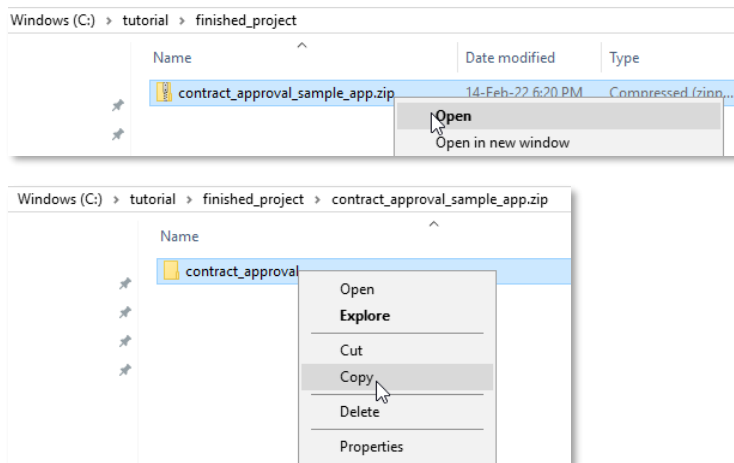 Windows (C:) > tutorial > finished_project
Name Date modified Type
contract_approval_sample_app.zip 14-Feb-22 6:20 PM Compressed (zipp...
Open
Open in new window
Windows (C:) > tutorial > finished_project > contract_approval_sample_app.zip
Name
contract_approval
Open
Explore
Cut
Copy
Delete
Properties